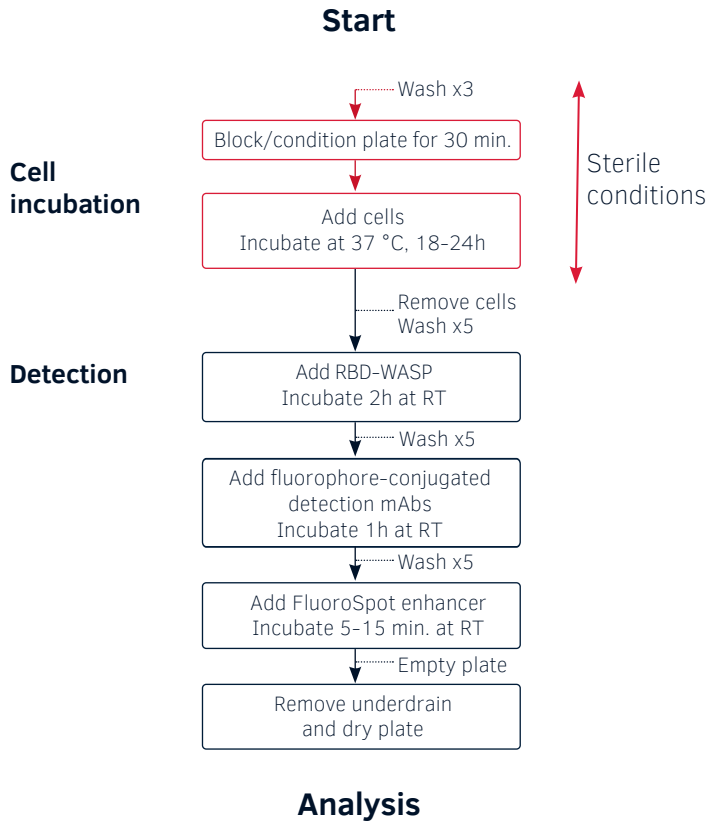 Start
Wash x3
Block/condition plate for 30 min.
Cell
incubation
Sterile
conditions
Add cells
Incubate at 37 °C, 18-24h
Remove cells
Wash x5
Detection
Add RBD-WASP
Incubate 2h at RT
Wash x5
Add fluorophore-conjugated
detection mAbs
Incubate 1h at RT
Wash x5
Add FluoroSpot enhancer
Incubate 5-15 min. at RT
Empty plate
Remove underdrain
and dry plate
Analysis